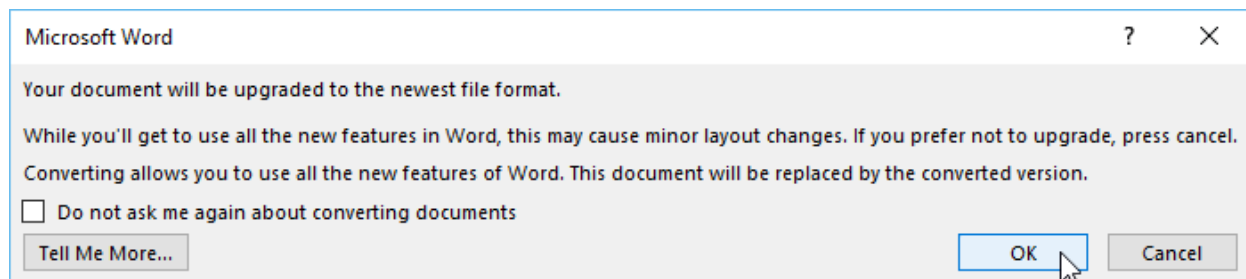 Microsoft Word ?
Your document will be upgraded to the newest file format.
While you'll get to use all the new features in Word, this may cause minor layout changes. If you prefer not to upgrade, press cancel.
Converting allows you to use all the new features of Word. This document will be replaced by the converted version.
Do not ask me again about converting documents
Tell Me More... OK Cancel